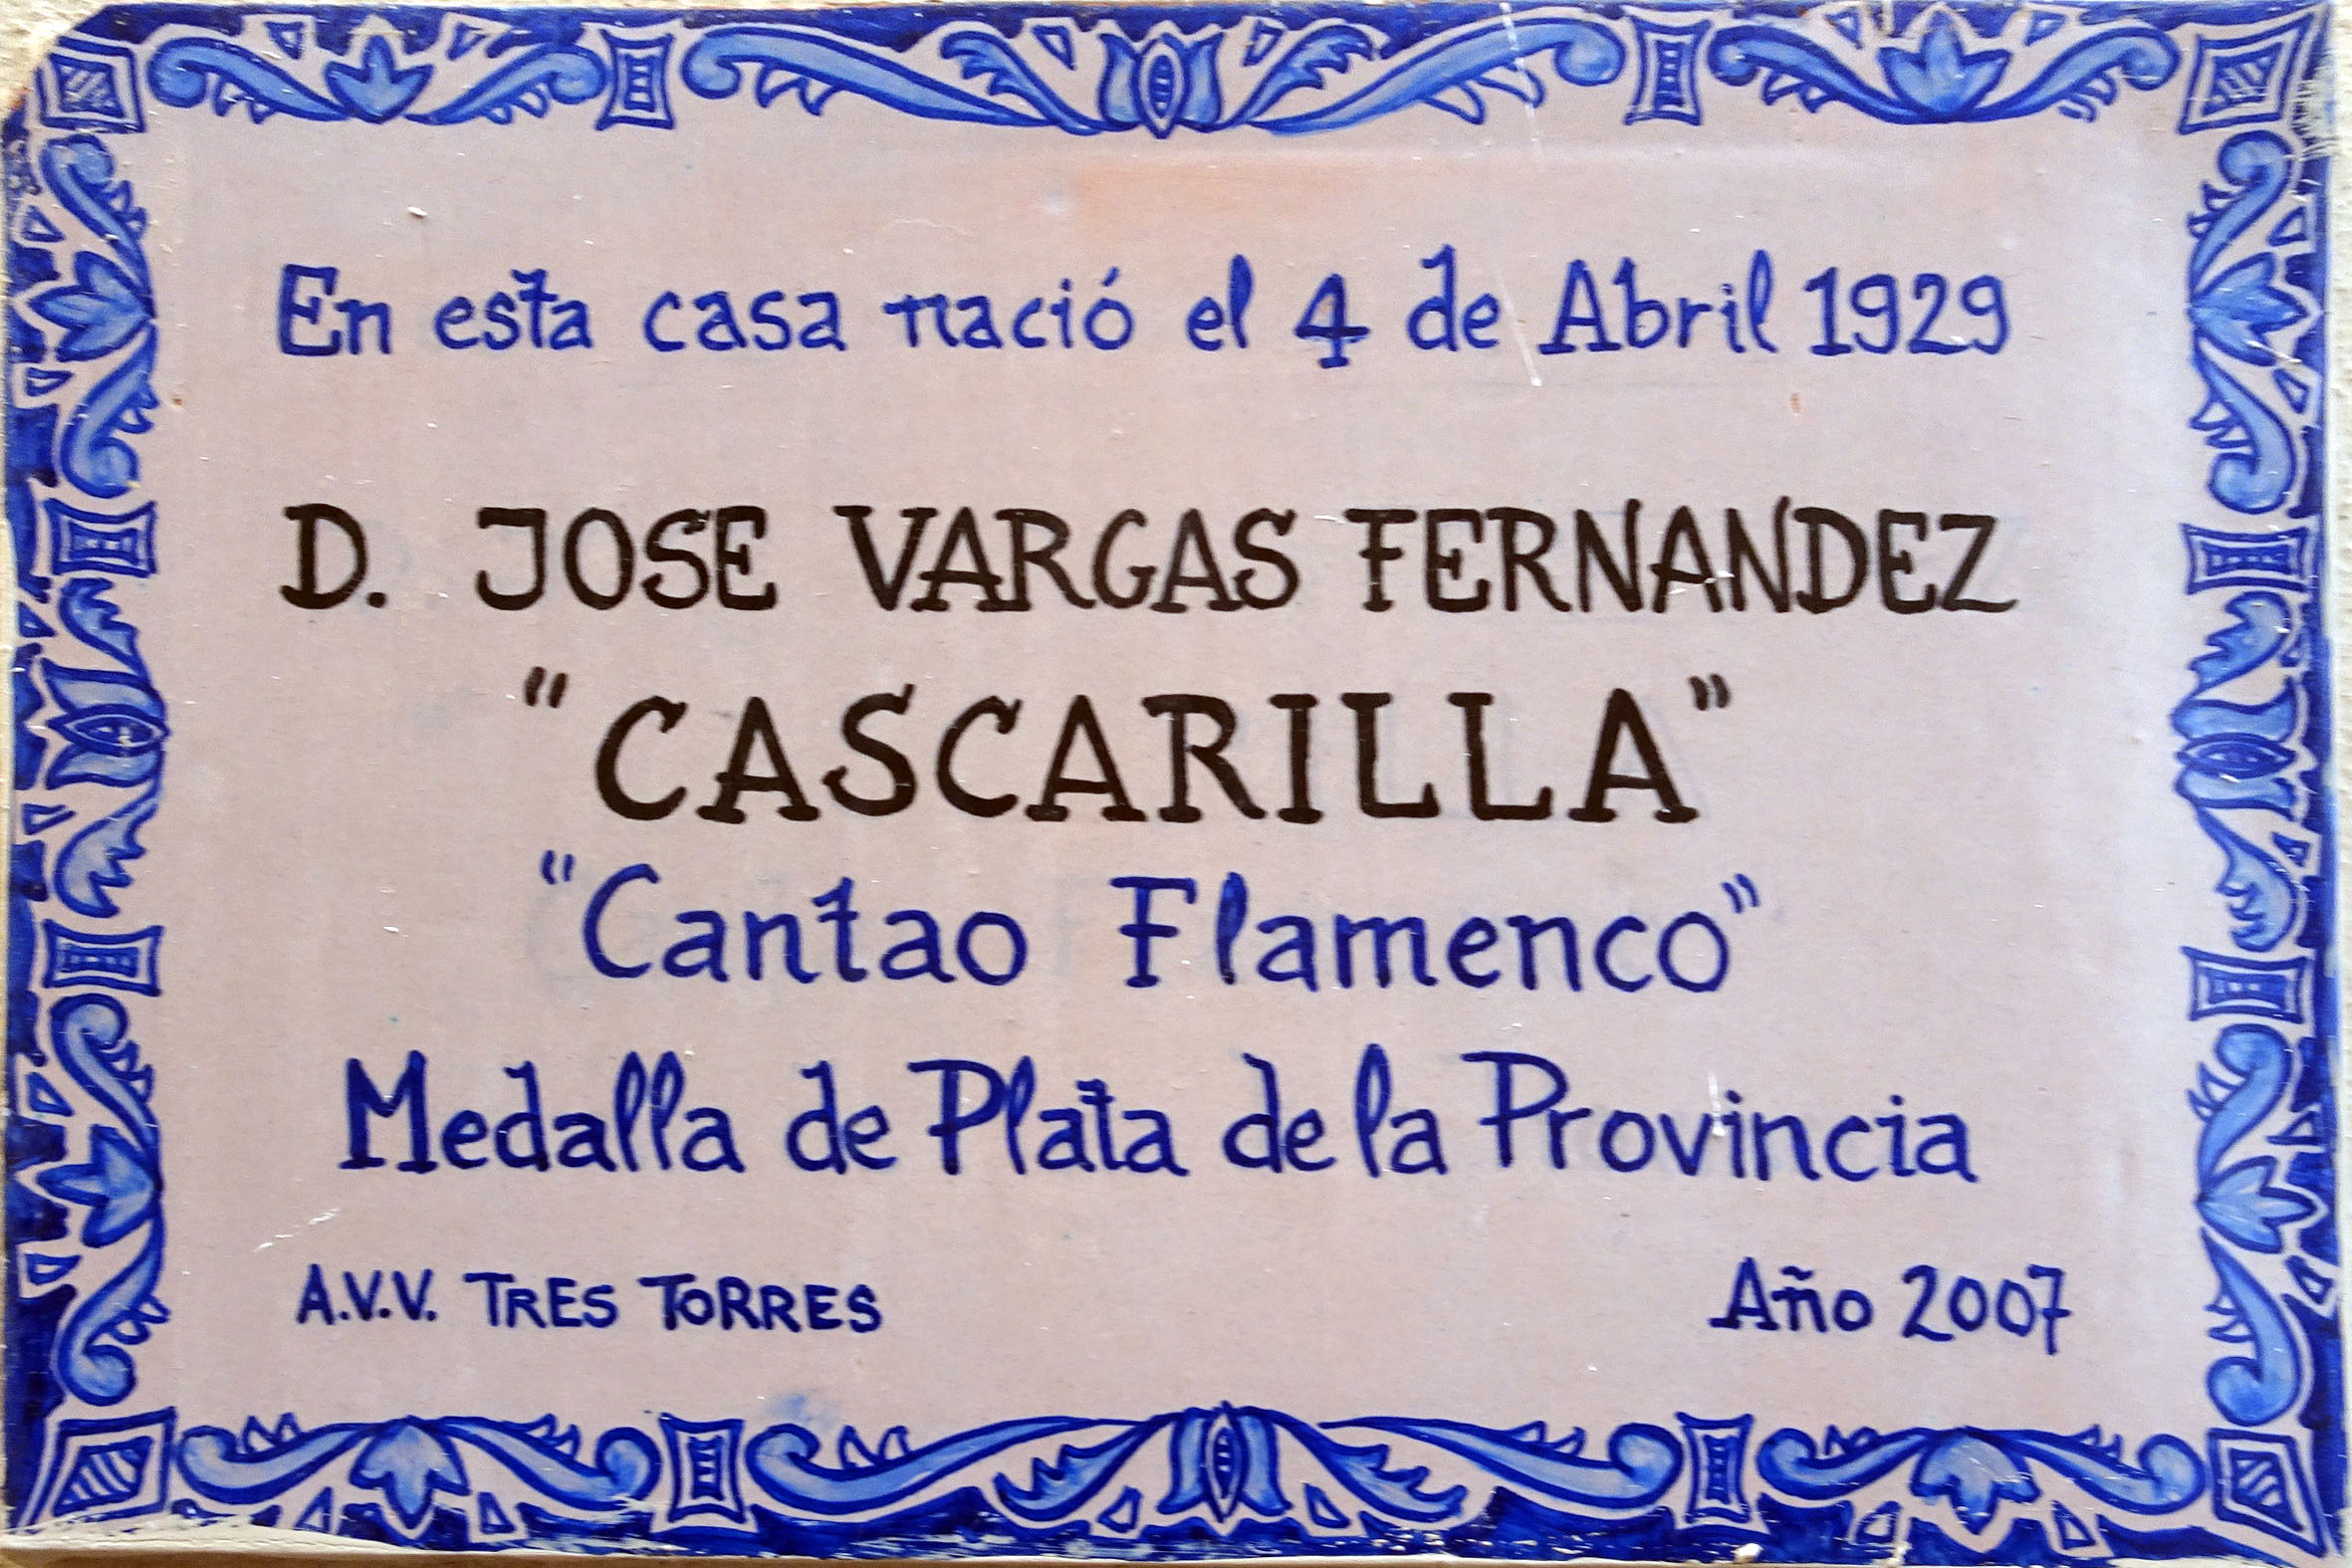 En esta casa nació el 4 de Abril 1929
D. JOSE VARGAS FERNANDEZ
"CASCARILLA"
"Cantao Flamenco"
Medalla de Plata de la Provincia
A.V.V. TRES TORRES
Año 2007